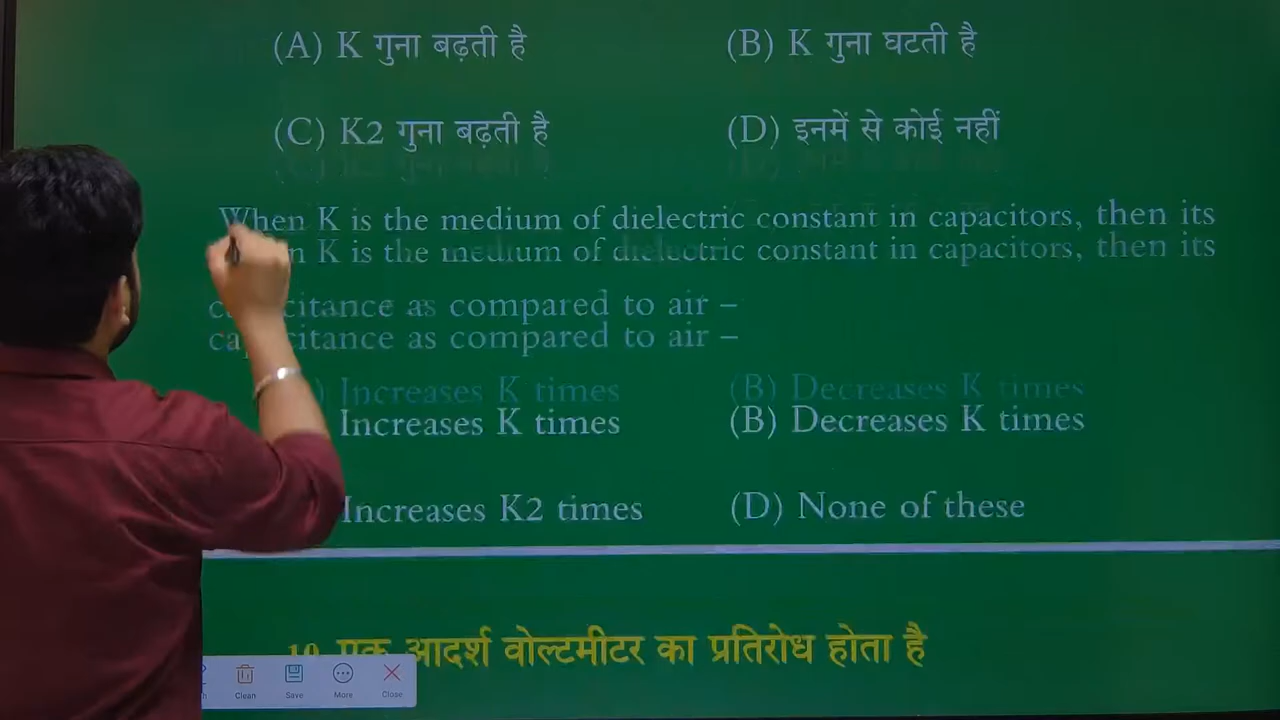 (A) K गुना बढ़ती है (B) K गुना घटती है
(C) K2 गुना बढ़ती है (D) इनमें से कोई नहीं
When K is the medium of dielectric constant in capacitors, then its
capacitance as compared to air –
Increases K times (B) Decreases K times
Increases K2 times (D) None of these
10 एक आदर्श वोल्टमीटर का प्रतिरोध होता है
Clean Save More Close